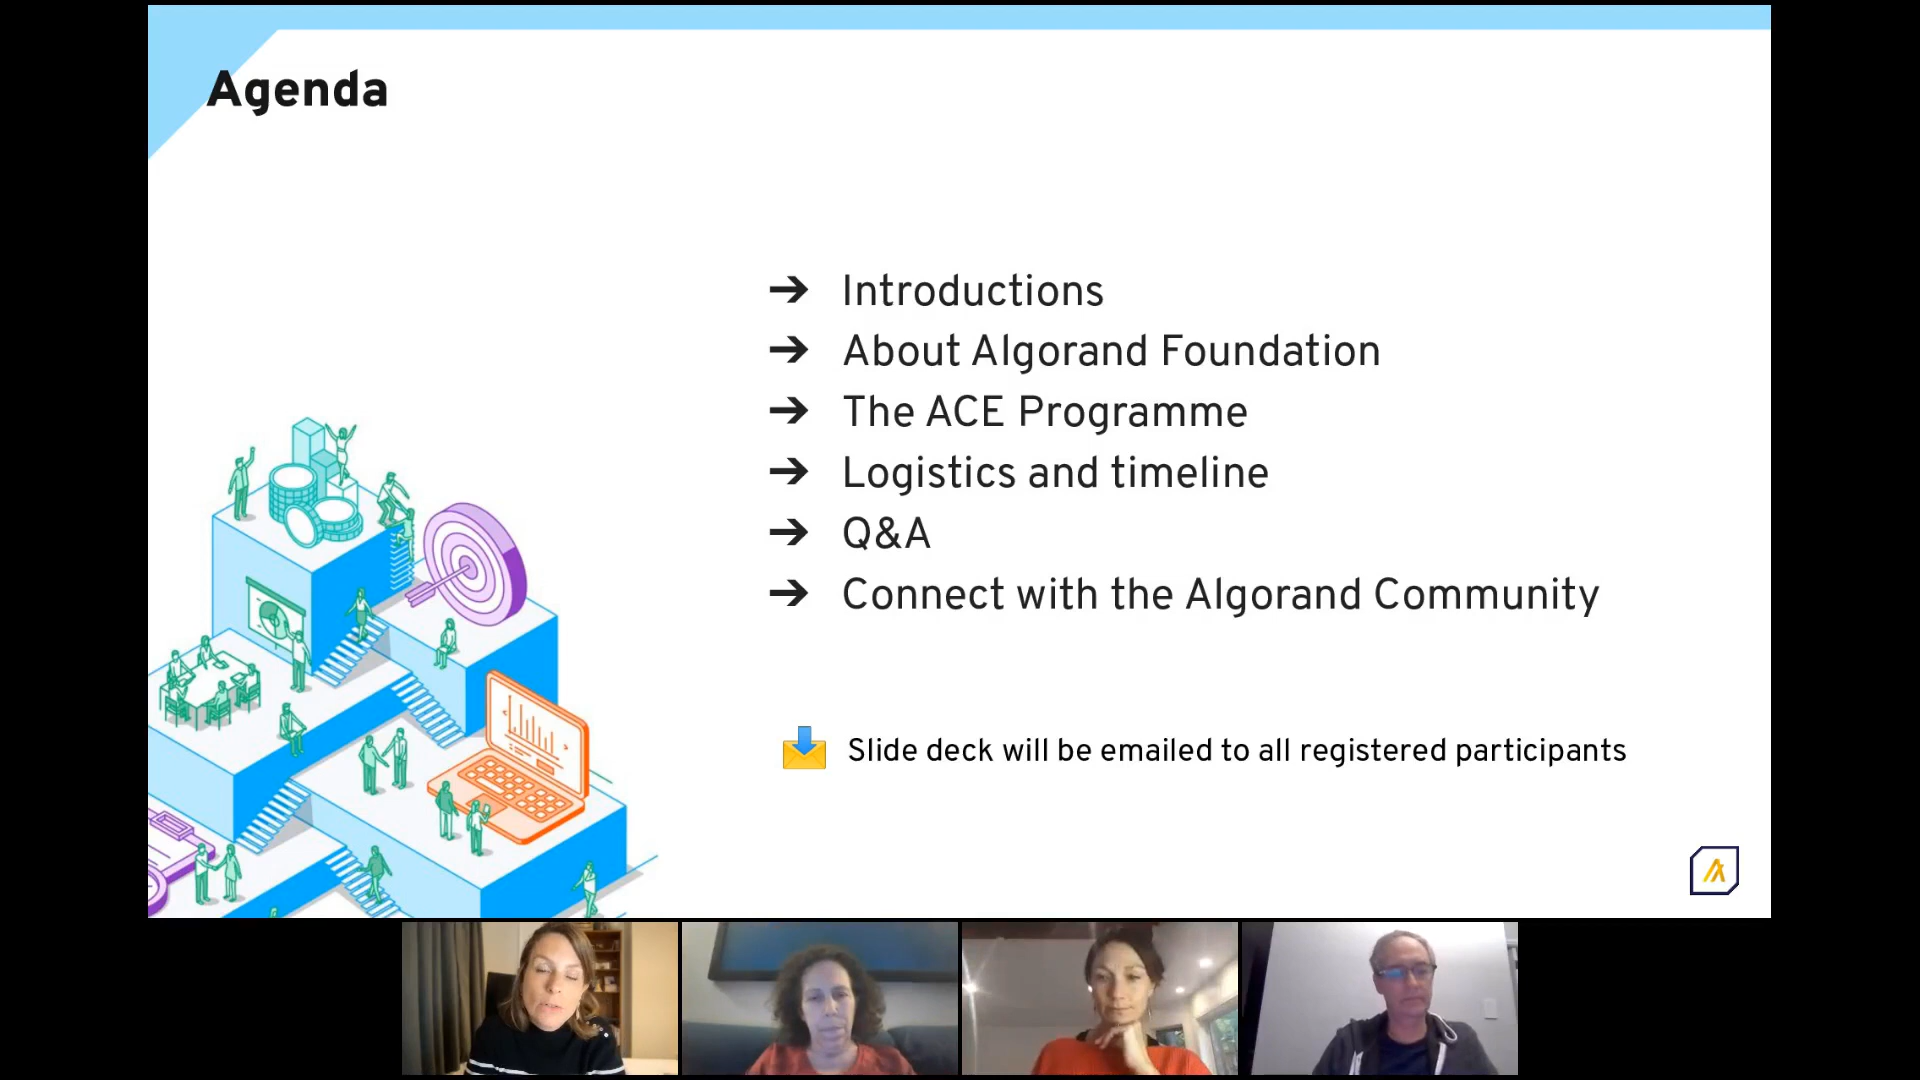 Agenda
➔ Introductions
➔ About Algorand Foundation
➔ The ACE Programme
➔ Logistics and timeline
➔ Q&A
➔ Connect with the Algorand Community
Slide deck will be emailed to all registered participants